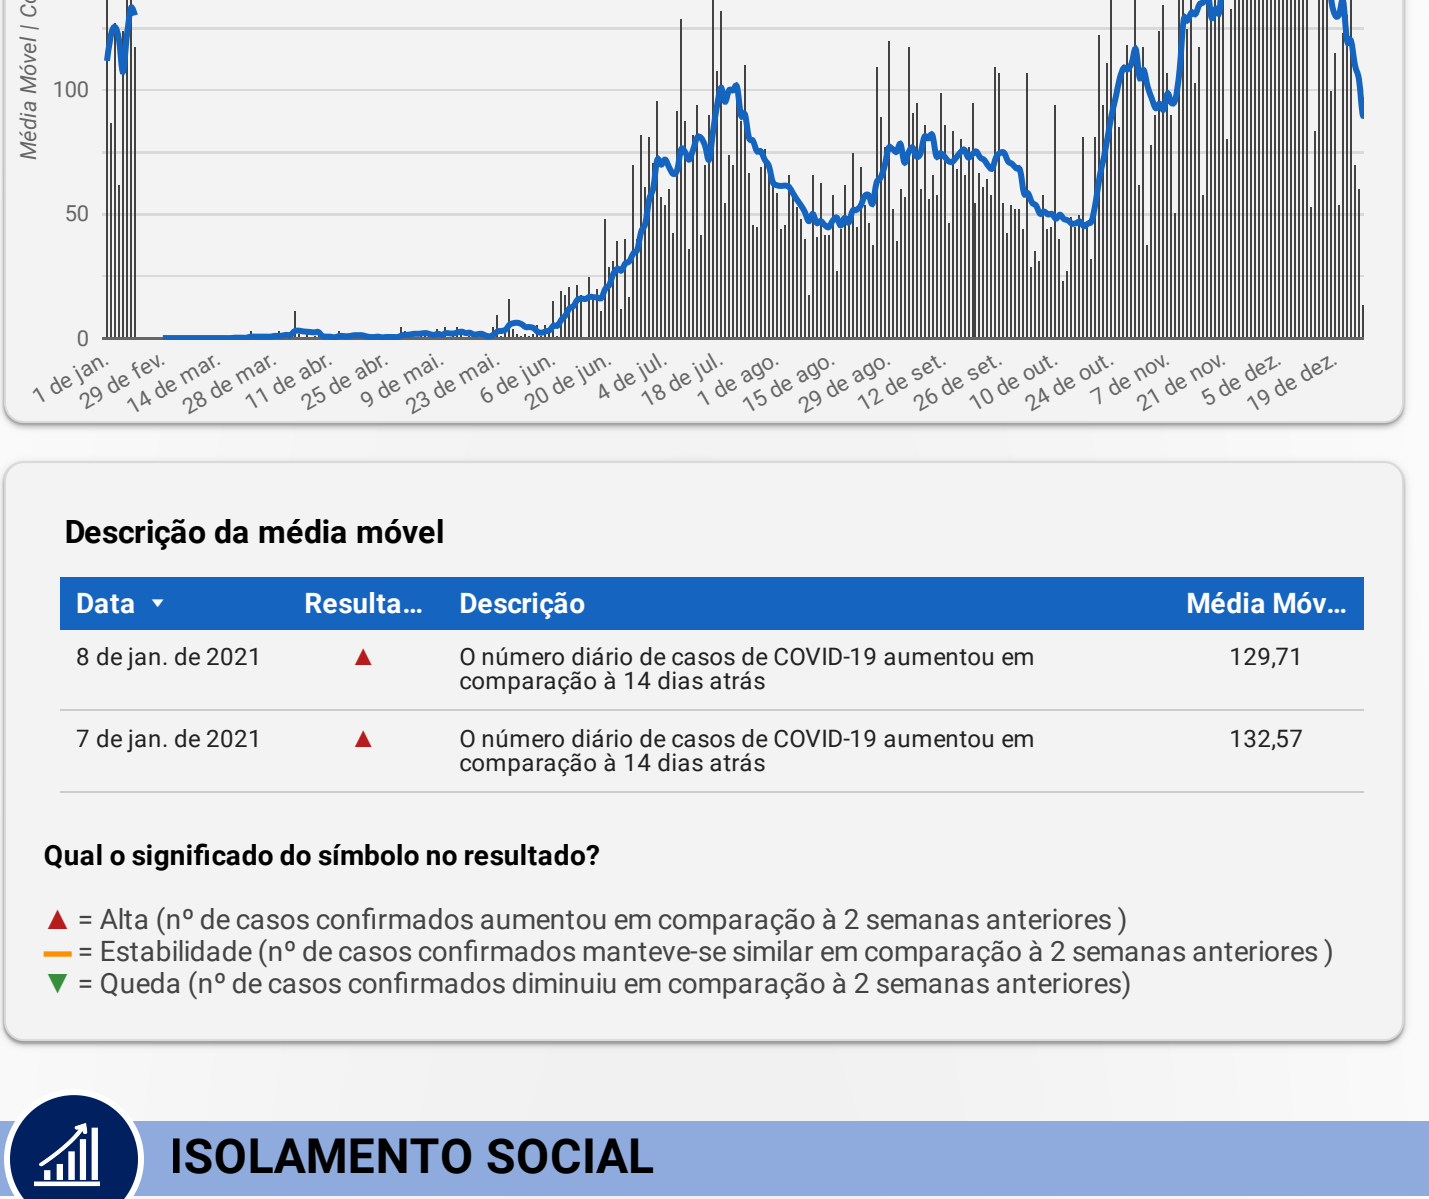 Média Móvel | Co
100
50
0
1 de jan.
29 de fev.
14 de mar.
28 de mar.
11 de abr.
25 de abr.
9 de mai.
23 de mai.
6 de jun.
20 de jun.
4 de jul.
18 de jul.
1 de ago.
15 de ago.
29 de ago.
12 de set.
26 de set.
10 de out.
24 de out.
7 de nov.
21 de nov.
5 de dez.
19 de dez.
Descrição da média móvel
Data Resulta… Descrição Média Móv…
8 de jan. de 2021 ▲ O número diário de casos de COVID-19 aumentou em 129,71
comparação à 14 dias atrás
7 de jan. de 2021 ▲ O número diário de casos de COVID-19 aumentou em 132,57
comparação à 14 dias atrás
Qual o significado do símbolo no resultado?
▲ = Alta (nº de casos confirmados aumentou em comparação à 2 semanas anteriores )
— = Estabilidade (nº de casos confirmados manteve-se similar em comparação à 2 semanas anteriores )
▼ = Queda (nº de casos confirmados diminuiu em comparação à 2 semanas anteriores)
ISOLAMENTO SOCIAL